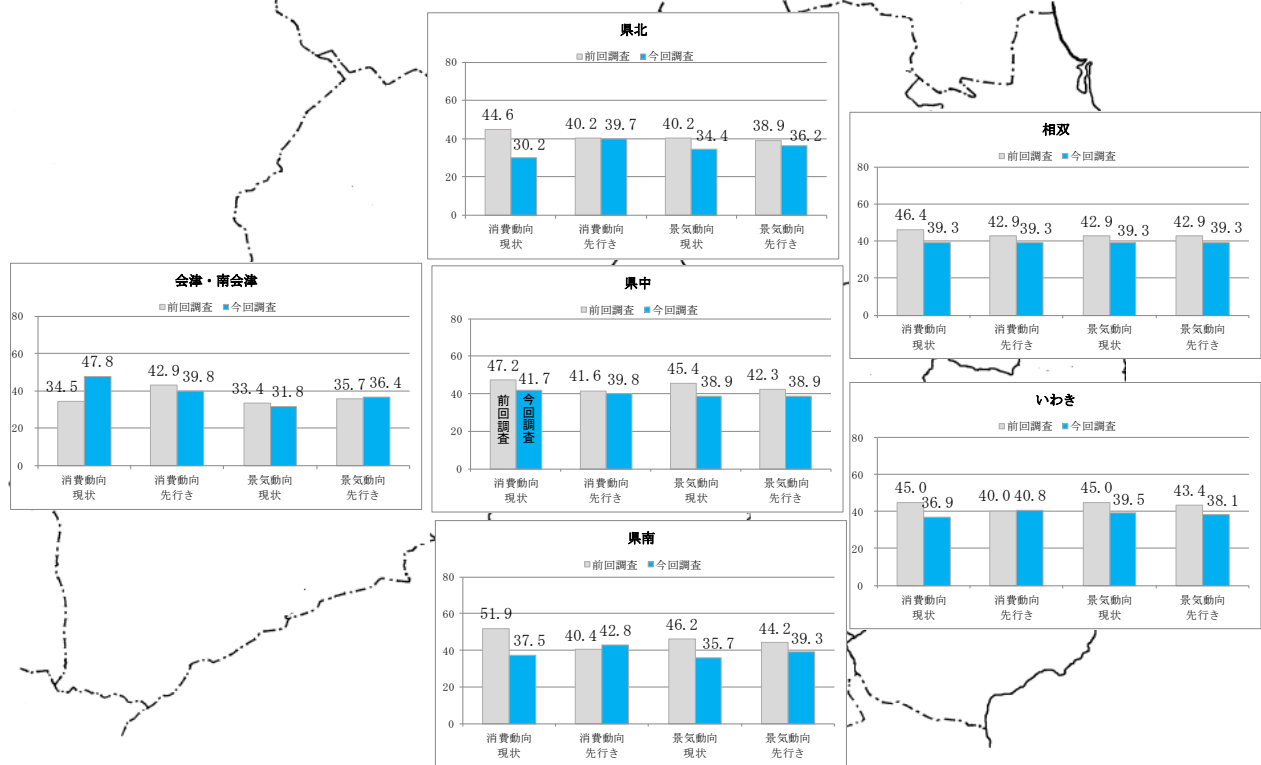 県北
前回調査 今回調査
80
60
40
20
0
44.6 30.2 40.2 39.7 40.2 34.4 38.9 36.2
消費動向 消費動向 景気動向 景気動向
現状 先行き 現状 先行き
相双
前回調査 今回調査
80
60
40
20
0
46.4 39.3 42.9 39.3 42.9 39.3 42.9 39.3
消費動向 消費動向 景気動向 景気動向
現状 先行き 現状 先行き
会津・南会津
前回調査 今回調査
80
60
40
20
0
34.5 47.8 42.9 39.8 33.4 31.8 35.7 36.4
消費動向 消費動向 景気動向 景気動向
現状 先行き 現状 先行き
県中
前回調査 今回調査
80
60
40
20
0
47.2 41.7 41.6 39.8 45.4 38.9 42.3 38.9
前回調査
今回調査
消費動向 消費動向 景気動向 景気動向
現状 先行き 現状 先行き
いわき
前回調査 今回調査
80
60
40
20
0
45.0 36.9 40.0 40.8 45.0 39.5 43.4 38.1
消費動向 消費動向 景気動向 景気動向
現状 先行き 現状 先行き
県南
前回調査 今回調査
80
60
40
20
0
51.9 37.5 40.4 42.8 46.2 35.7 44.2 39.3
消費動向 消費動向 景気動向 景気動向
現状 先行き 現状 先行き